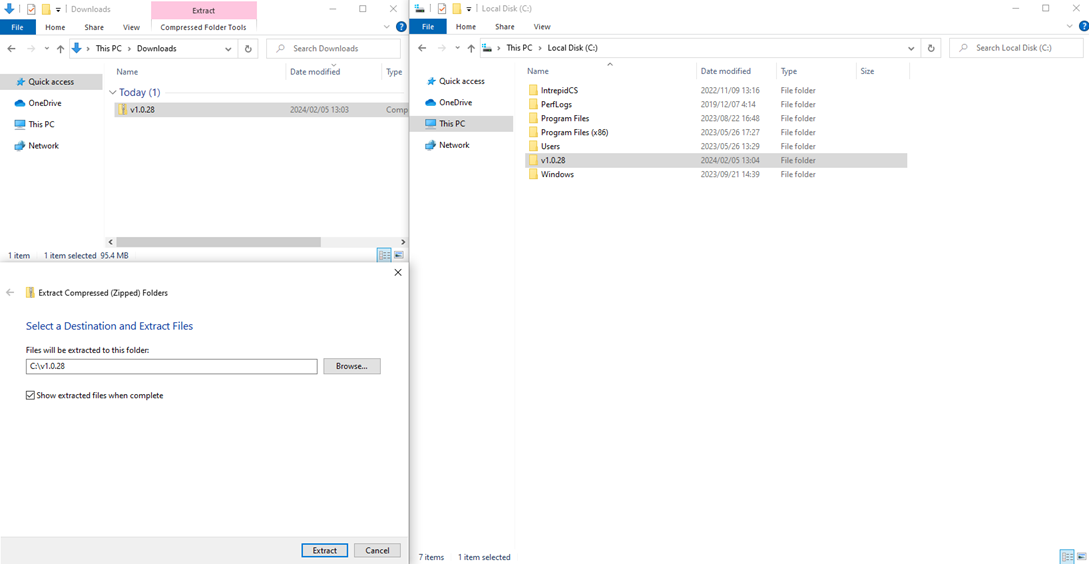 Downloads
Extract
File
Home
Share
View
Compressed Folder Tools
This PC
Downloads
Search Downloads
Quick access
OneDrive
This PC
Network
Name
Date modified
Type
Today (1)
v1.0.28
2024/02/05 13:03
Comp
1 item
1 item selected 95.4 MB
Extract Compressed (Zipped) Folders
Select a Destination and Extract Files
Files will be extracted to this folder:
C:\v1.0.28
Browse...
Show extracted files when complete
Extract
Cancel
Local Disk (C:)
File
Home
Share
View
This PC
Local Disk (C:)
Search Local Disk (C:)
Quick access
OneDrive
This PC
Network
Name
Date modified
Type
Size
IntrepidCS 2022/11/09 13:16 File folder
PerfLogs 2019/12/07 4:14 File folder
Program Files 2023/08/22 16:48 File folder
Program Files (x86) 2023/05/26 17:27 File folder
Users 2023/05/26 13:29 File folder
v1.0.28 2024/02/05 13:04 File folder
Windows 2023/09/21 14:39 File folder
7 items
1 item selected